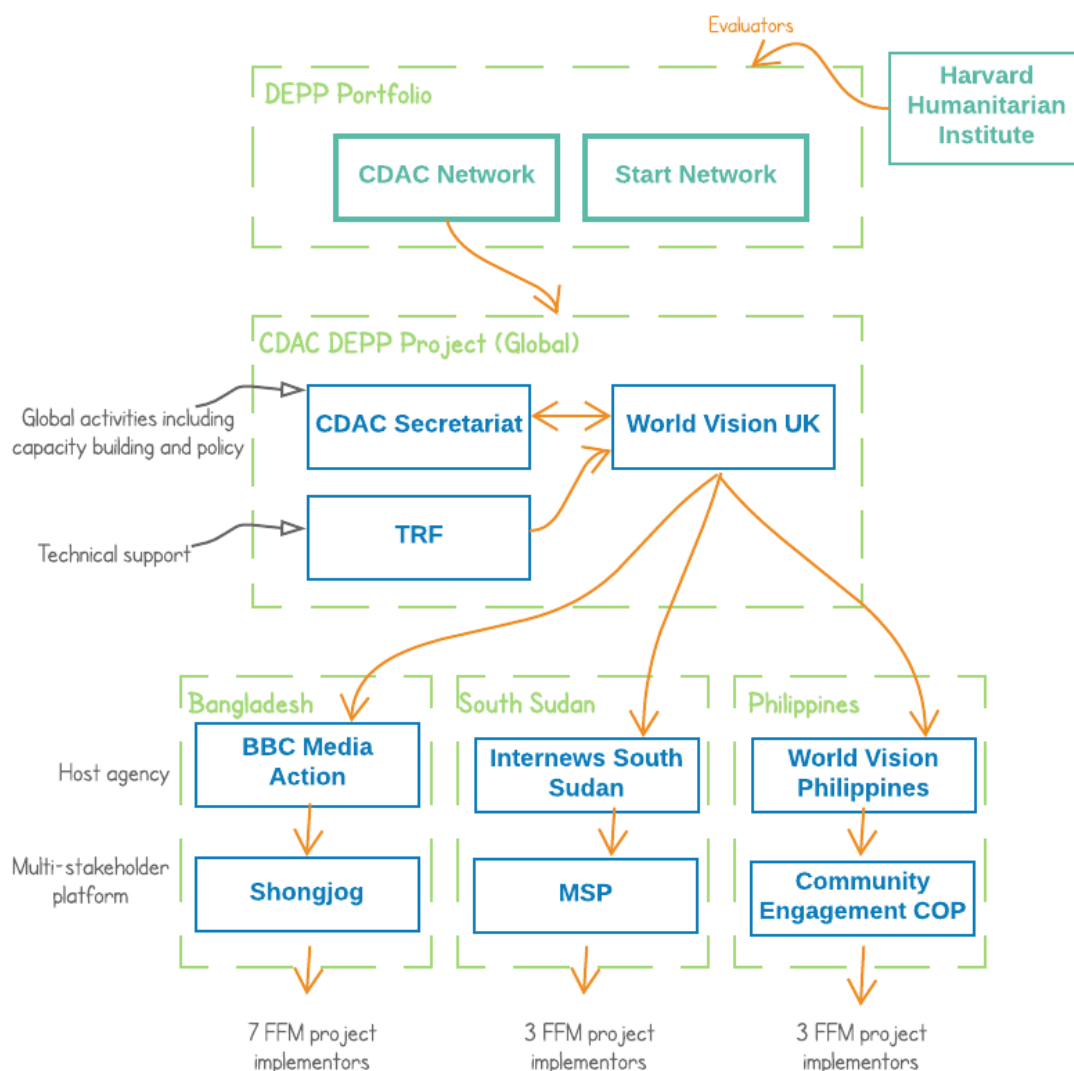 Evaluators
Harvard
Humanitarian
Institute
DEPP Portfolio
CDAC Network
Start Network
CDAC DEPP Project (Global)
Global activities including
capacity building and policy
CDAC Secretariat
World Vision UK
Technical support
TRF
Bangladesh
South Sudan
Philippines
Host agency
BBC Media
Action
Internews South
Sudan
World Vision
Philippines
Multi-stakeholder
platform
Shongjog
MSP
Community
Engagement COP
7 FFM project
implementors
3 FFM project
implementors
3 FFM project
implementors